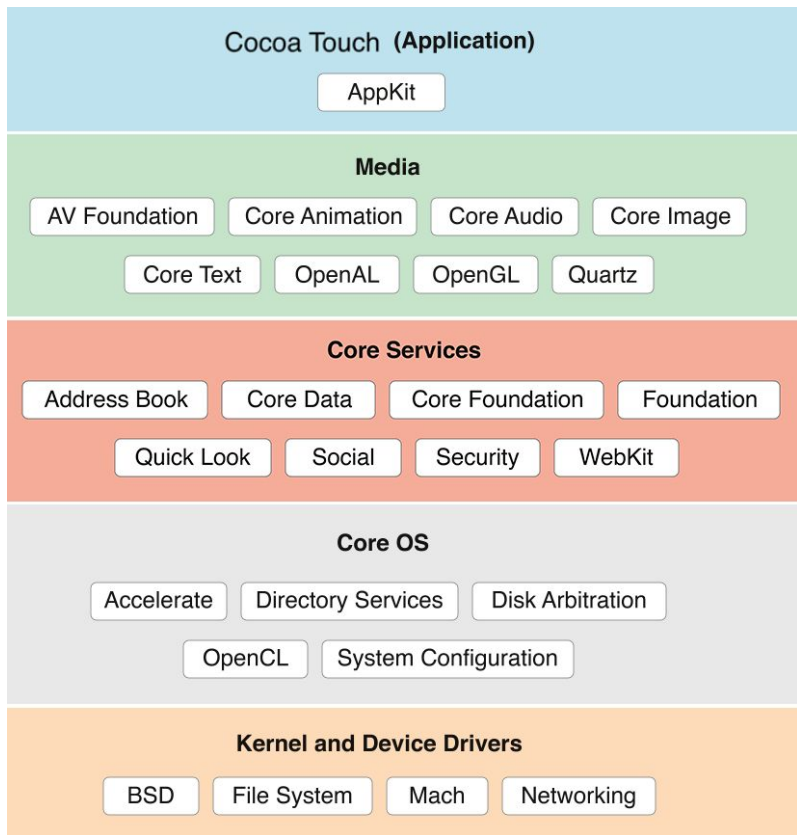 Cocoa Touch (Application)
AppKit
Media
AV Foundation Core Animation Core Audio Core Image
Core Text OpenAL OpenGL Quartz
Core Services
Address Book Core Data Core Foundation Foundation
Quick Look Social Security WebKit
Core OS
Accelerate Directory Services Disk Arbitration
OpenCL System Configuration
Kernel and Device Drivers
BSD File System Mach Networking